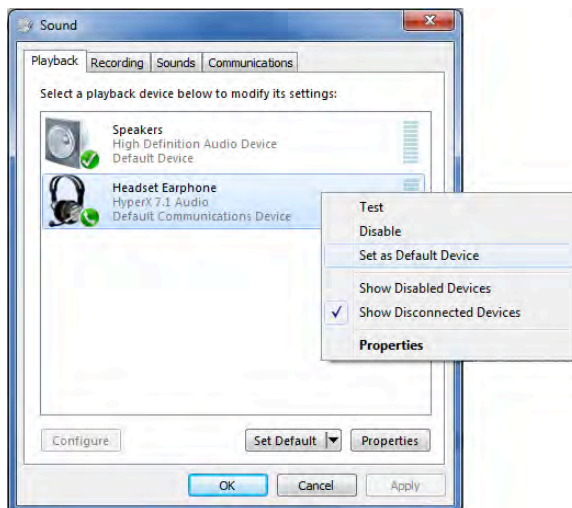 Sound
Playback Recording Sounds Communications
Select a playback device below to modify its settings:
Speakers
High Definition Audio Device
Default Device
Headset Earphone
HyperX 7.1 Audio
Default Communications Device
Test
Disable
Set as Default Device
Show Disabled Devices
Show Disconnected Devices
Properties
Configure Set Default Properties
OK Cancel Apply